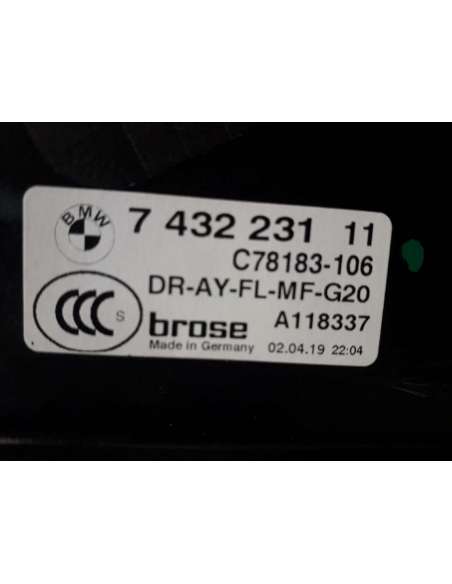 BMW 7 432 231 11
C78183-106
DR-AY-FL-MF-G20
CCC S brose A118337
Made in Germany 02.04.19 22:04